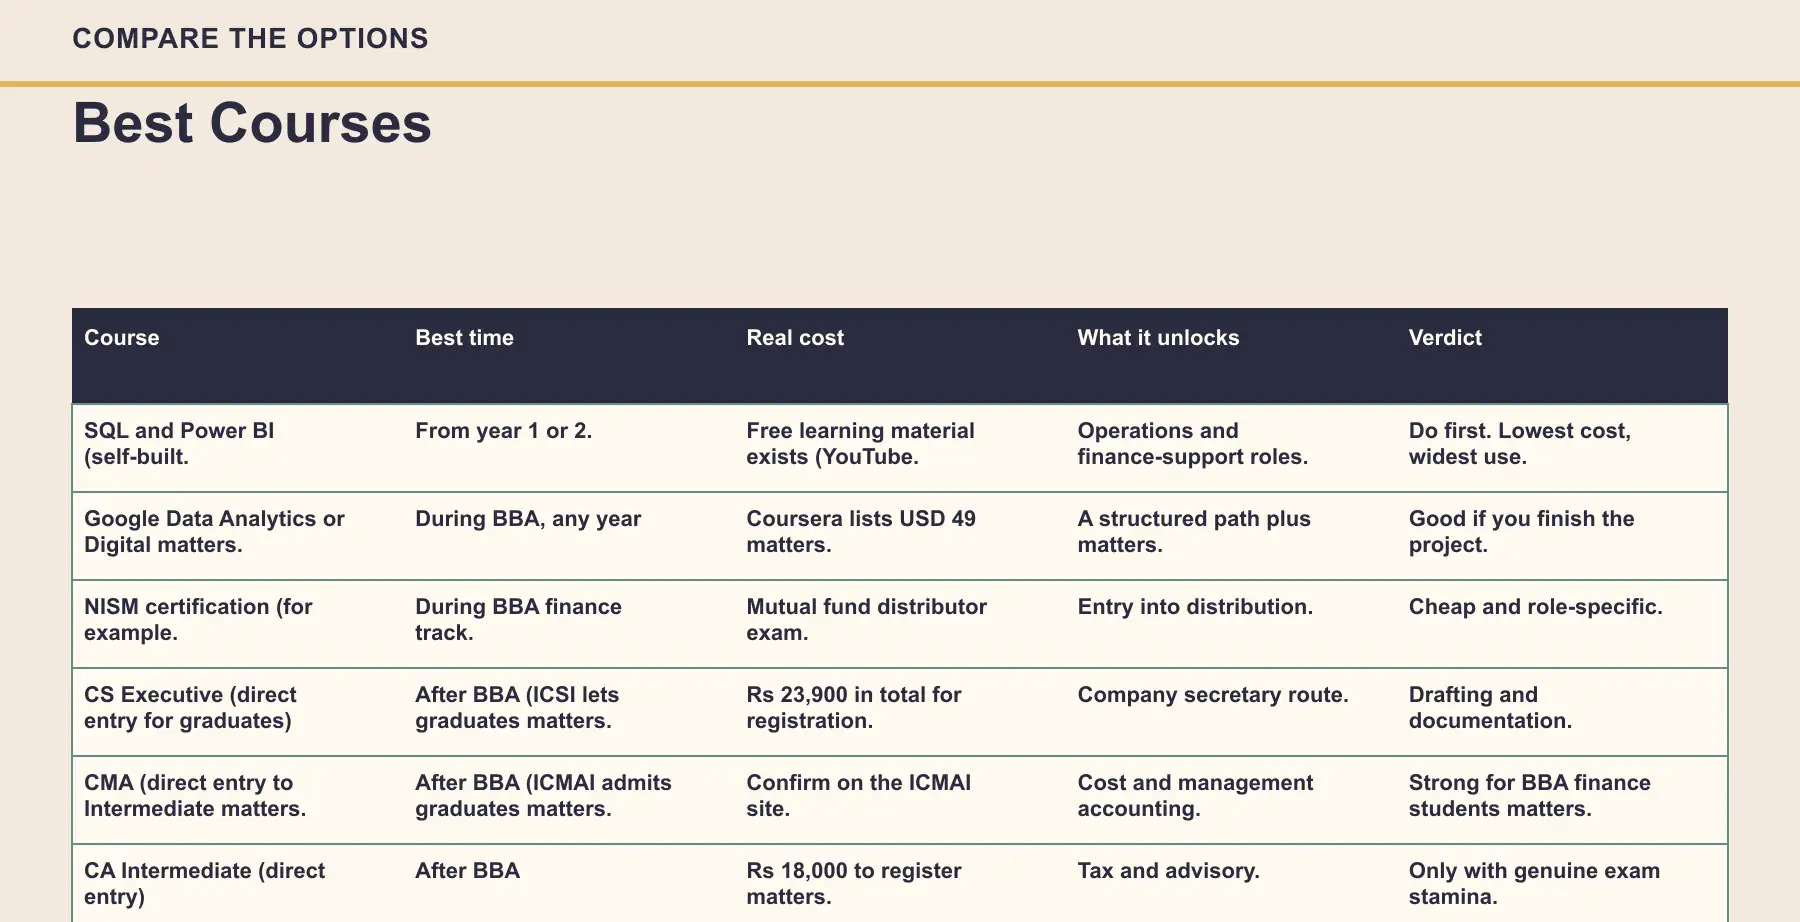 COMPARE THE OPTIONS
Best Courses
Course Best time Real cost What it unlocks Verdict
SQL and Power BI From year 1 or 2. Free learning material Operations and Do first. Lowest cost,
(self-built. exists (YouTube. finance-support roles. widest use.
Google Data Analytics or During BBA, any year Coursera lists USD 49 A structured path plus Good if you finish the
Digital matters. matters. matters. project.
NISM certification (for During BBA finance Mutual fund distributor Entry into distribution. Cheap and role-specific.
example. track. exam.
CS Executive (direct After BBA (ICSI lets Rs 23,900 in total for Company secretary route. Drafting and
entry for graduates) graduates matters. registration. documentation.
CMA (direct entry to After BBA (ICMAI admits Confirm on the ICMAI Cost and management Strong for BBA finance
Intermediate matters. graduates matters. site. accounting. students matters.
CA Intermediate (direct After BBA Rs 18,000 to register Tax and advisory. Only with genuine exam
entry) matters. stamina.